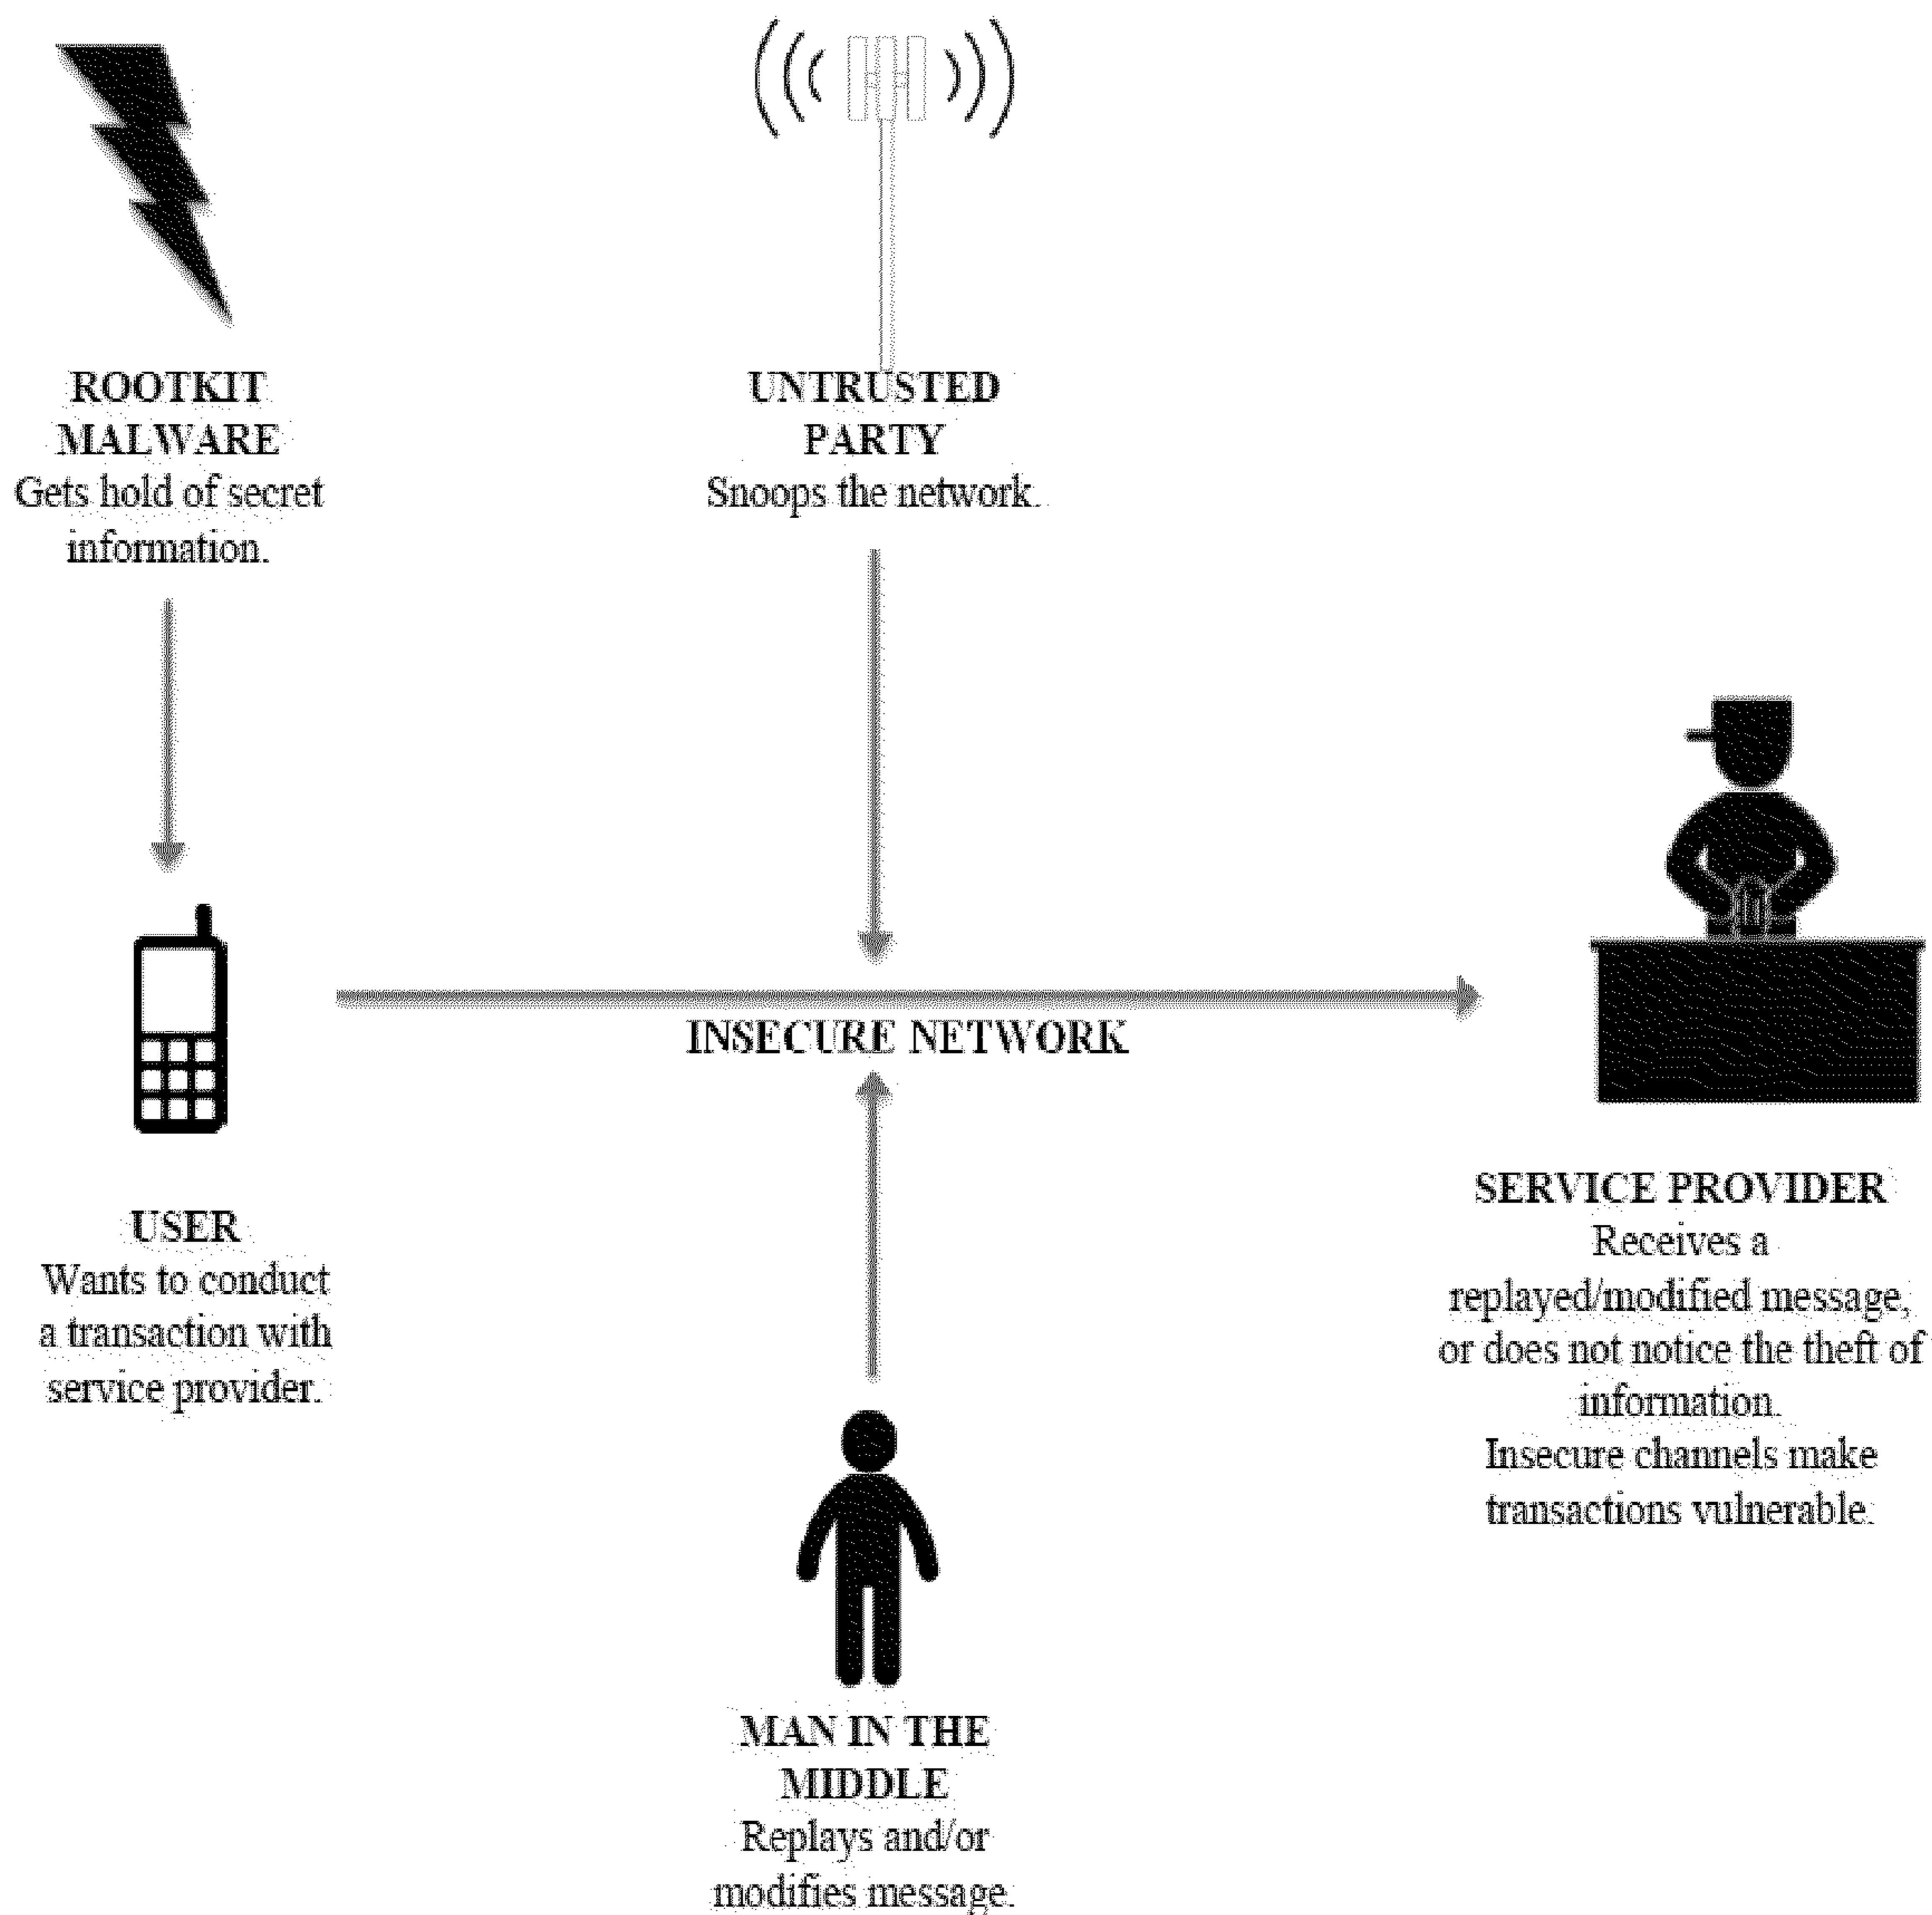 ROOTKIT
MALWARE
Gets hold of secret
information.
UNTRUSTED
PARTY
Snoops the network.
INSECURE NETWORK
USER
Wants to conduct
a transaction with
service provider.
SERVICE PROVIDER
Receives a
replayed/modified message,
or does not notice the theft of
information.
Insecure channels make
transactions vulnerable.
MAN IN THE
MIDDLE
Replays and/or
modifies message.